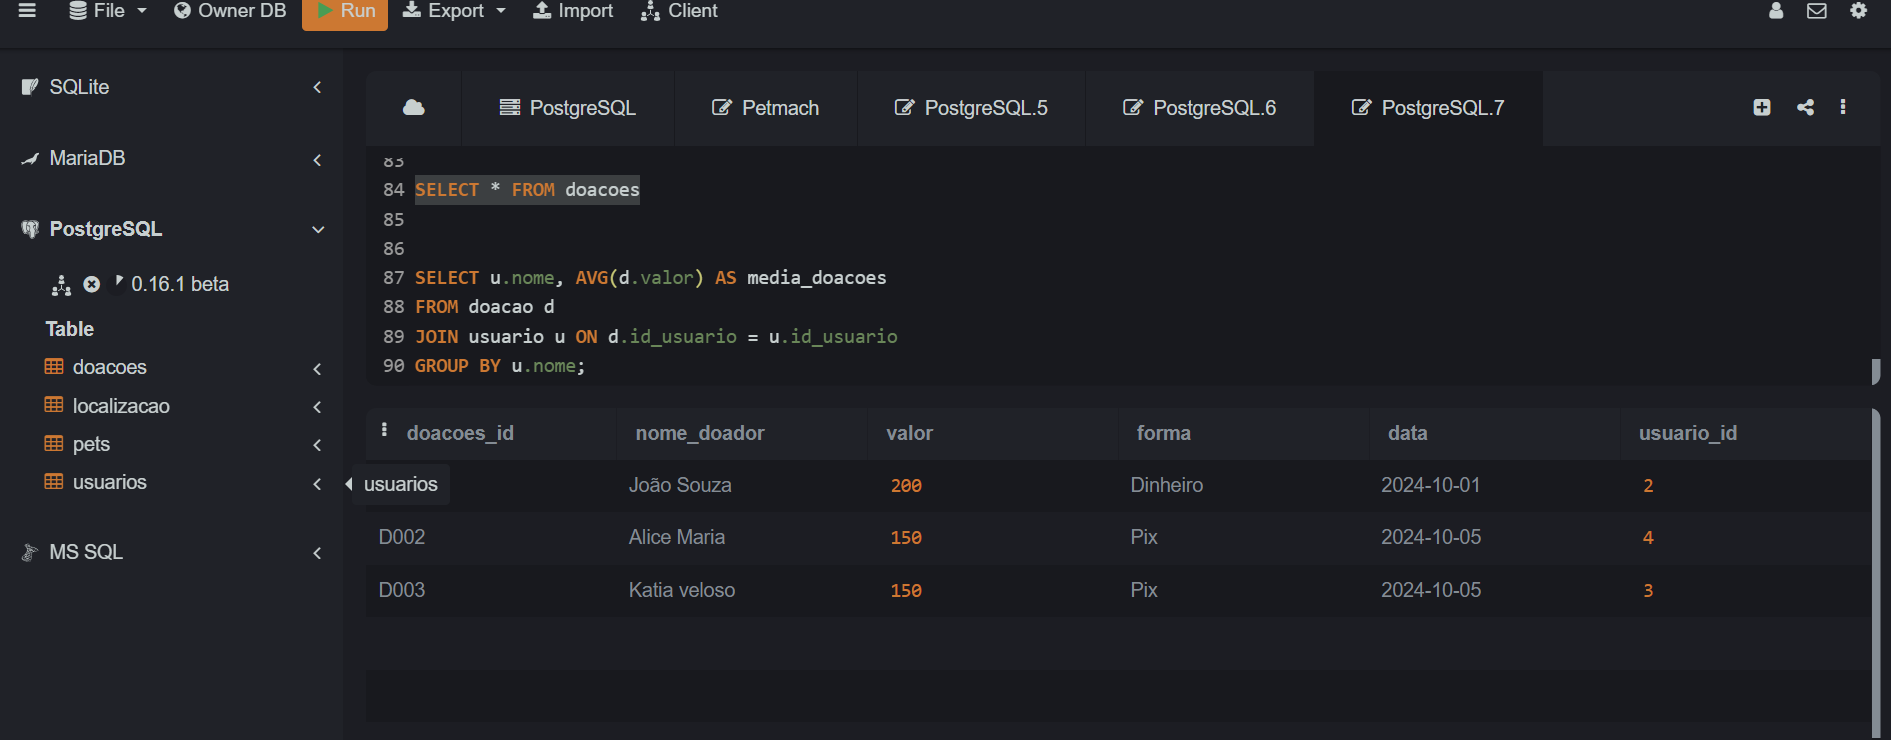 File Owner DB Run Export Import Client
SQLite
MariaDB
PostgreSQL
0.16.1 beta
Table
doacoes
localizacao
pets
usuarios
MS SQL
PostgreSQL Petmach PostgreSQL.5 PostgreSQL.6 PostgreSQL.7
83
84 SELECT * FROM doacoes
85
86
87 SELECT u.nome, AVG(d.valor) AS media_doacoes
88 FROM doacao d
89 JOIN usuario u ON d.id_usuario = u.id_usuario
90 GROUP BY u.nome;
doacoes_id nome_doador valor forma data usuario_id
usuarios João Souza 200 Dinheiro 2024-10-01 2
D002 Alice Maria 150 Pix 2024-10-05 4
D003 Katia veloso 150 Pix 2024-10-05 3